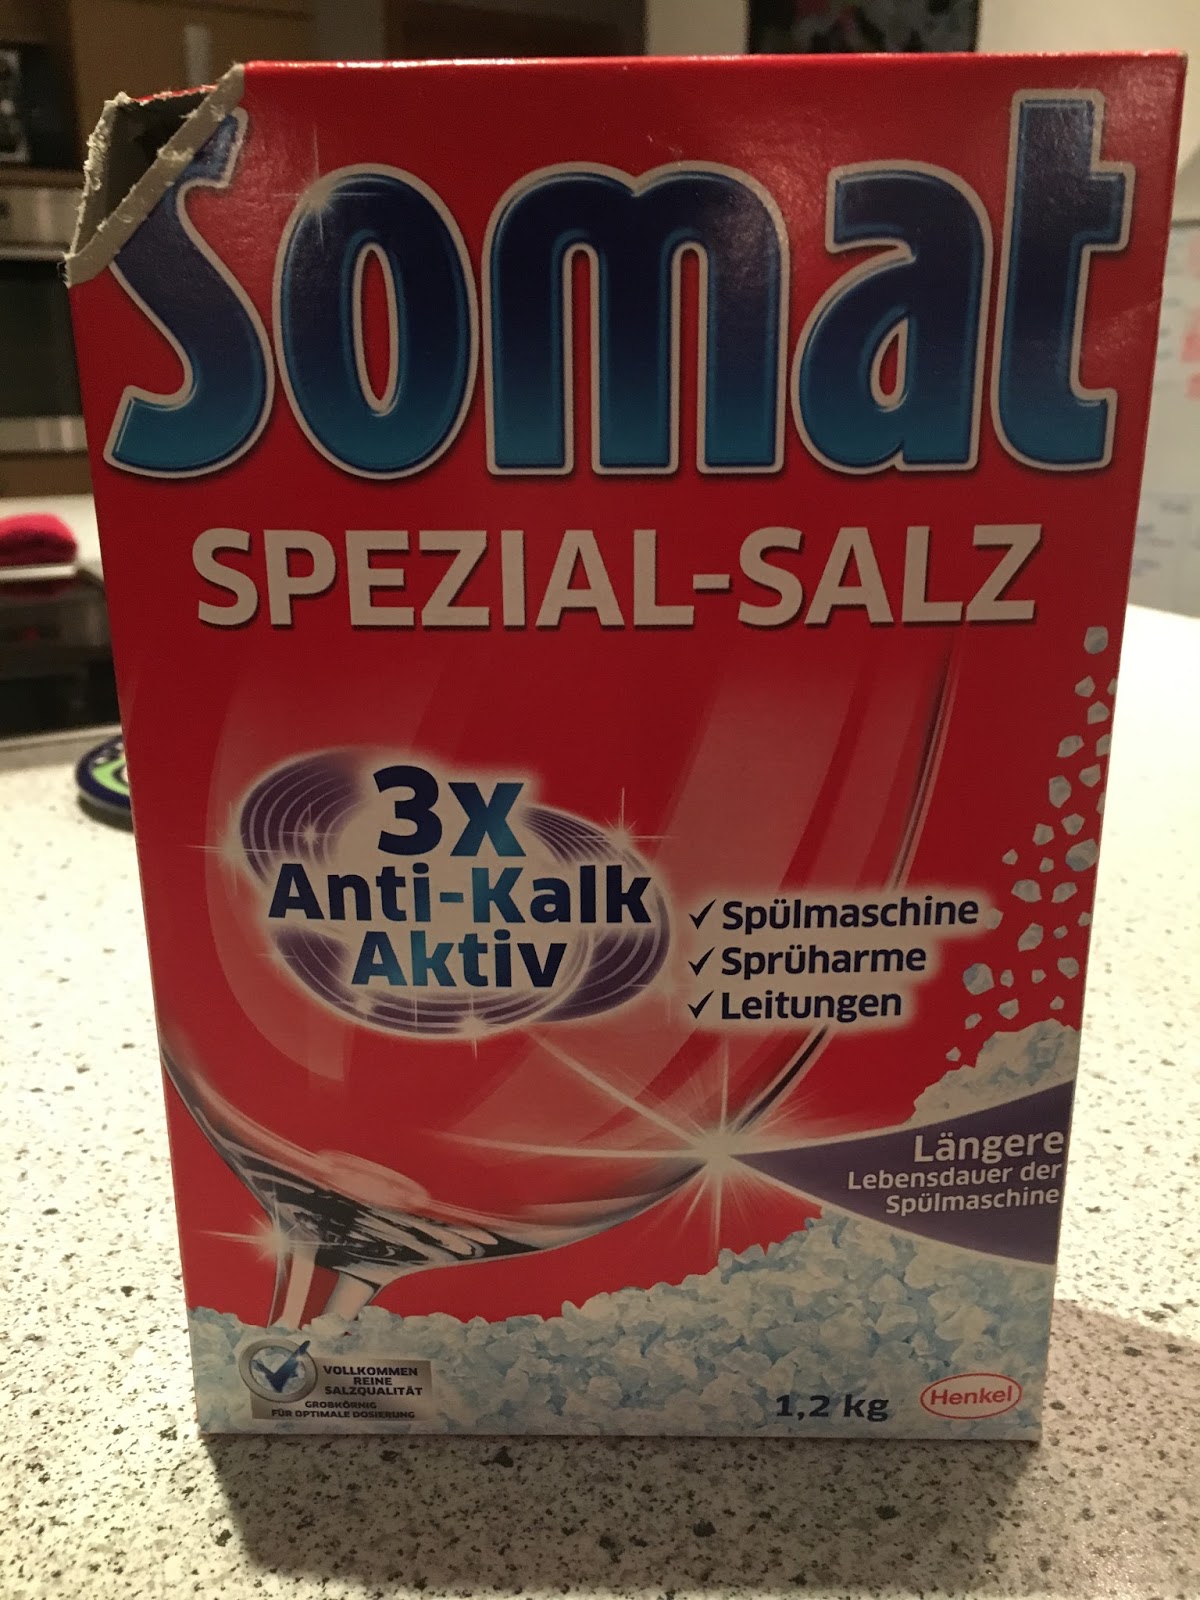 Somat
SPEZIAL-SALZ
3X
Anti-Kalk
Aktiv
✓ Spülmaschine
✓ Sprüharme
✓ Leitungen
Längere
Lebensdauer der
Spülmaschine
VOLLKOMMEN
REINE
SALZQUALITÄT
GROBKÖRNIG
FÜR OPTIMALE DOSIERUNG
1,2 kg
Henkel